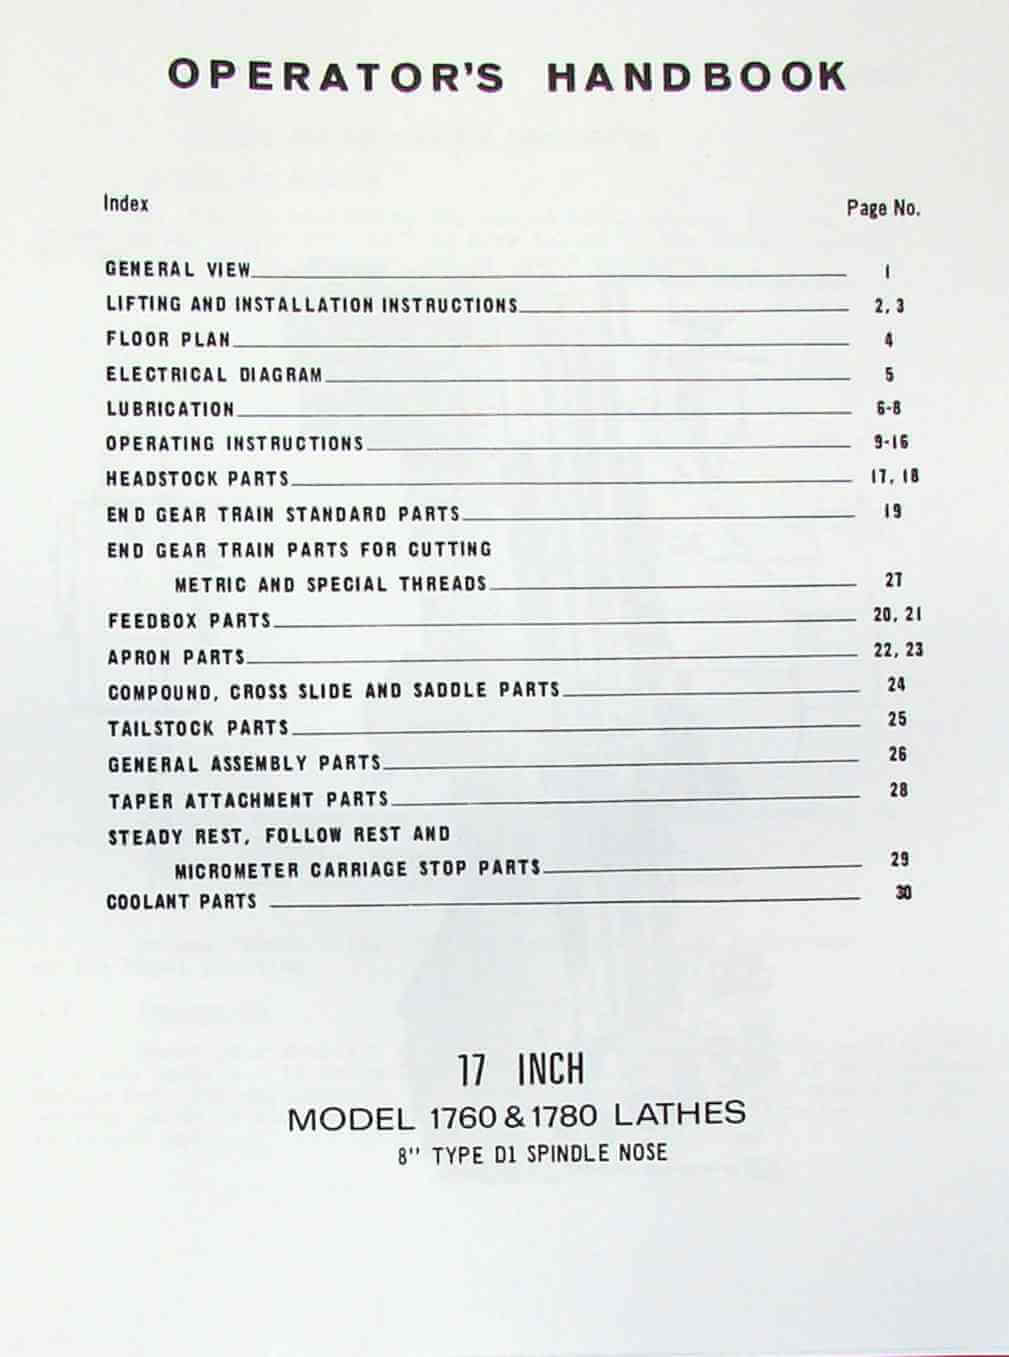 OPERATOR'S HANDBOOK
Index Page No.
GENERAL VIEW 1
LIFTING AND INSTALLATION INSTRUCTIONS 2, 3
FLOOR PLAN 4
ELECTRICAL DIAGRAM 5
LUBRICATION 6-8
OPERATING INSTRUCTIONS 9-16
HEADSTOCK PARTS 17, 18
END GEAR TRAIN STANDARD PARTS 19
END GEAR TRAIN PARTS FOR CUTTING
METRIC AND SPECIAL THREADS 27
FEEDBOX PARTS 20, 21
APRON PARTS 22, 23
COMPOUND, CROSS SLIDE AND SADDLE PARTS 24
TAILSTOCK PARTS 25
GENERAL ASSEMBLY PARTS 26
TAPER ATTACHMENT PARTS 28
STEADY REST, FOLLOW REST AND
MICROMETER CARRIAGE STOP PARTS 29
COOLANT PARTS 30
17 INCH
MODEL 1760 & 1780 LATHES
8" TYPE D1 SPINDLE NOSE